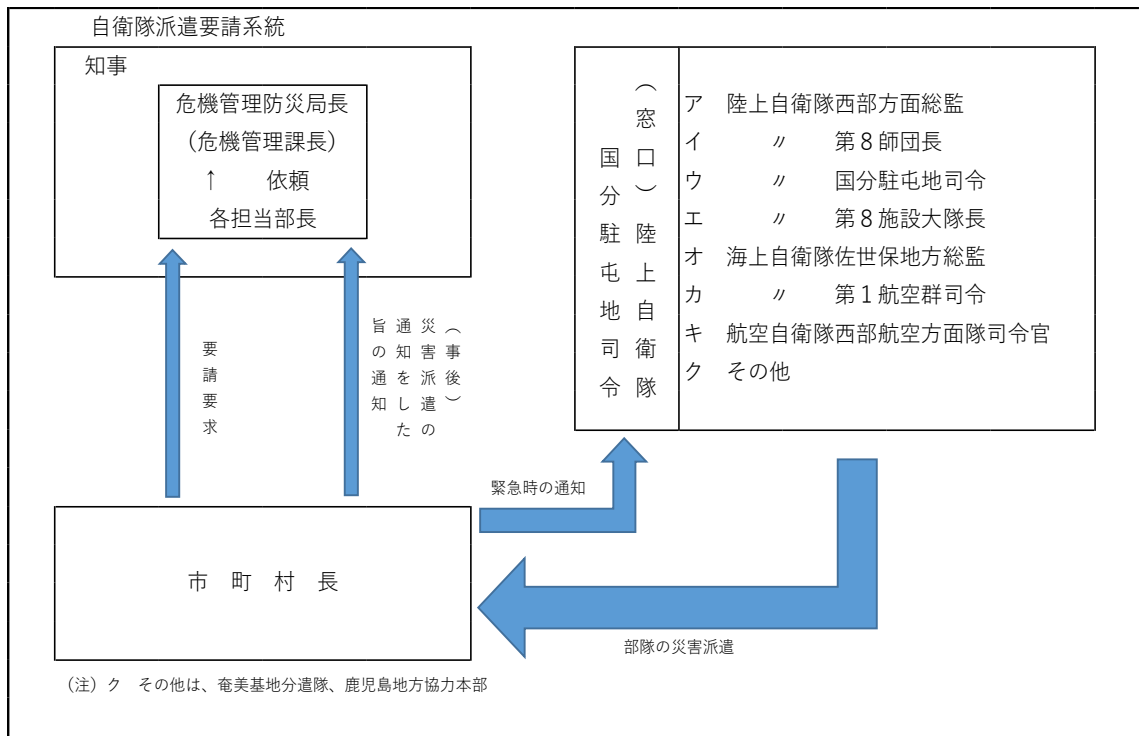 自衛隊派遣要請系統
知事
危機管理防災局長
（危機管理課長）
↑　依頼
各担当部長
要請要求
（事後）
災害派遣の
通知をした
旨の通知
市　町　村　長
（窓口）陸上自衛隊
国分駐屯地司令
ア　陸上自衛隊西部方面総監
イ　〃　第８師団長
ウ　〃　国分駐屯地司令
エ　〃　第８施設大隊長
オ　海上自衛隊佐世保地方総監
カ　〃　第１航空群司令
キ　航空自衛隊西部航空方面隊司令官
ク　その他
緊急時の通知
部隊の災害派遣
（注）ク　その他は、奄美基地分遣隊、鹿児島地方協力本部